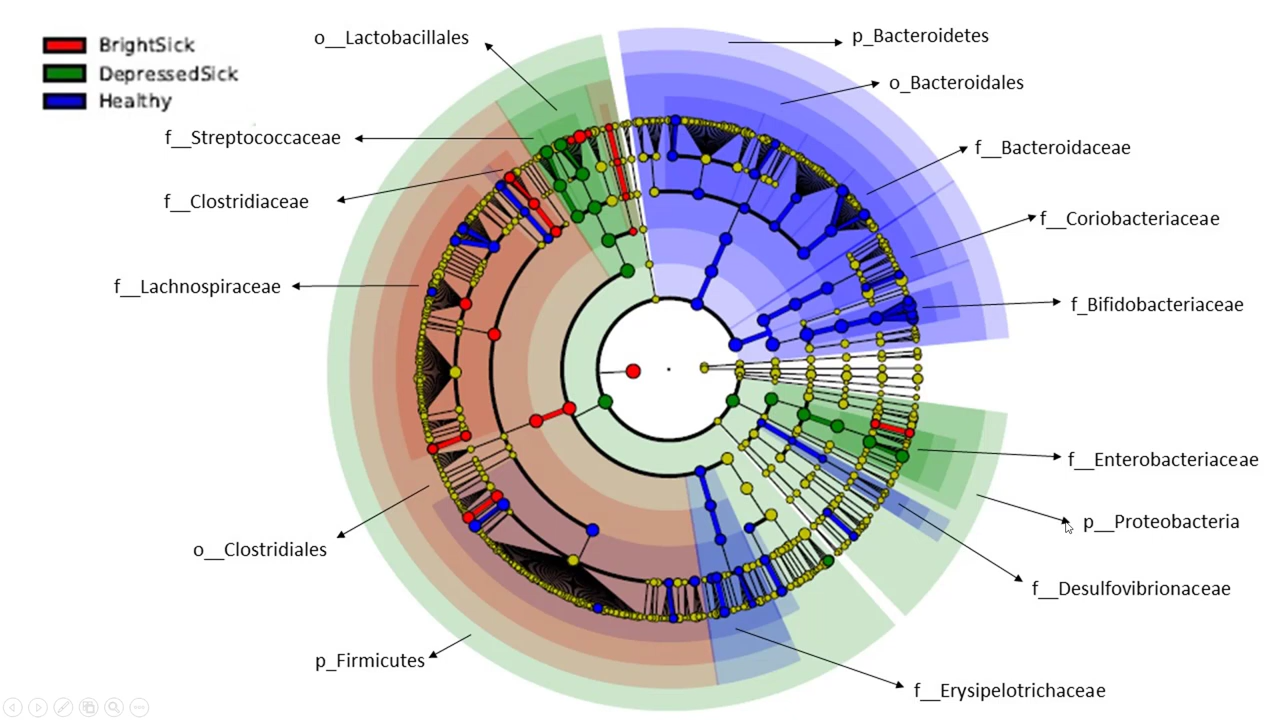 BrightSick
DepressedSick
Healthy
o__Lactobacillales
p_Bacteroidetes
o_Bacteroidales
f__Streptococcaceae
f__Bacteroidaceae
f__Clostridiaceae
f__Coriobacteriaceae
f__Lachnospiraceae
f_Bifidobacteriaceae
f__Enterobacteriaceae
p__Proteobacteria
o__Clostridiales
f__Desulfovibrionaceae
p_Firmicutes
f__Erysipelotrichaceae